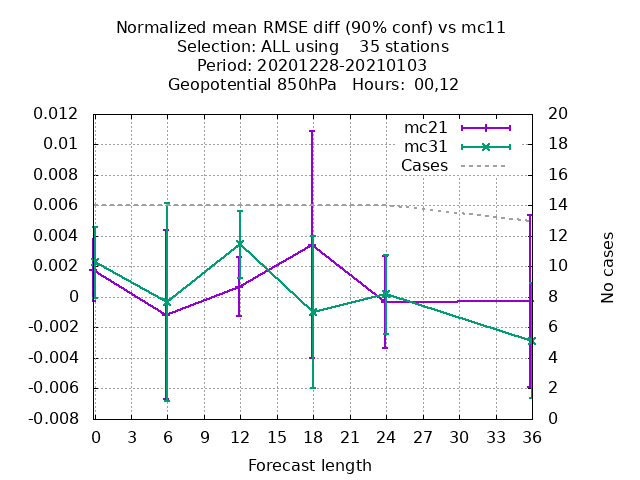 Normalized mean RMSE diff (90% conf) vs mc11
Selection: ALL using    35 stations
Period: 20201228-20210103
Geopotential 850hPa   Hours: 00,12
0.012
0.01
0.008
0.006
0.004
0.002
0
-0.002
-0.004
-0.006
-0.008
mc21
mc31
Cases
20
18
16
14
12
10
8
6
4
2
0
No cases
0 3 6 9 12 15 18 21 24 27 30 33 36
Forecast length